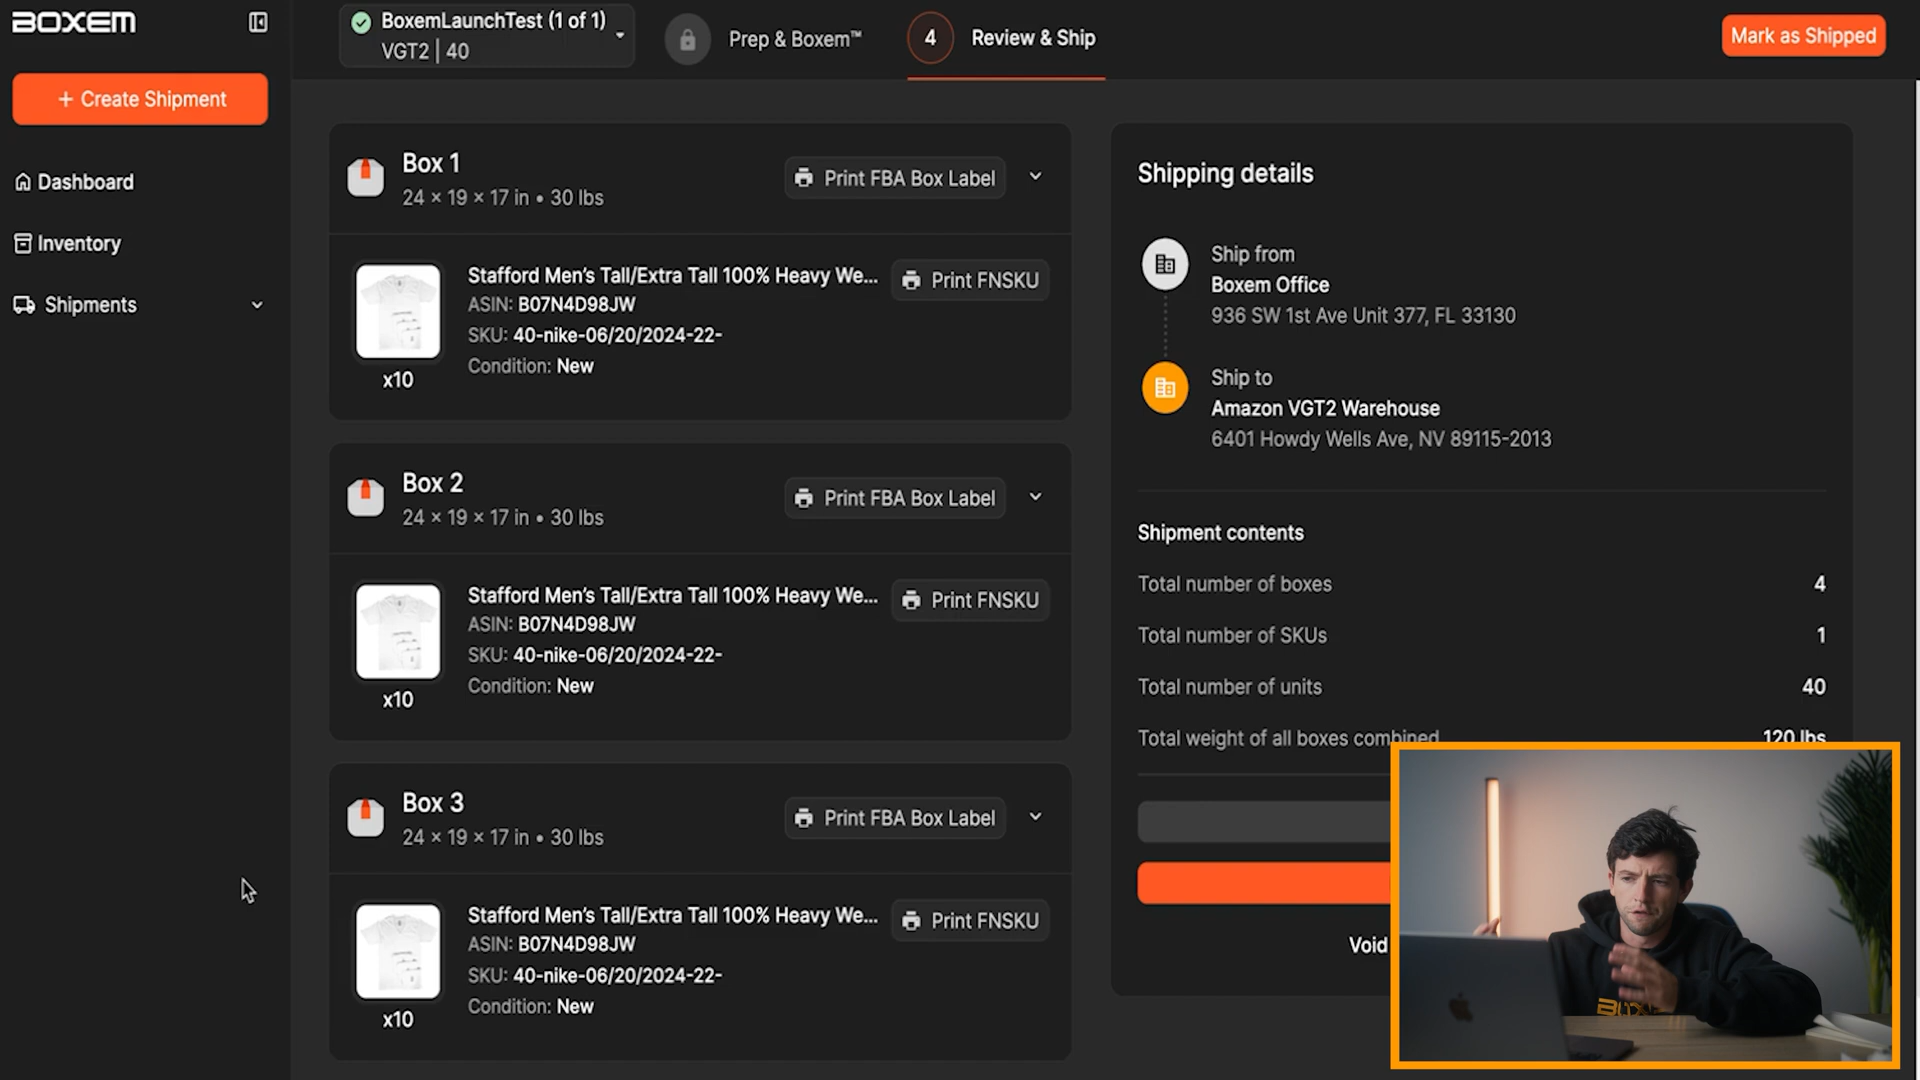 BOXEM
+ Create Shipment
Dashboard
Inventory
Shipments
BoxemLaunchTest (1 of 1)
VGT2 | 40
Prep & Boxem™
4
Review & Ship
Mark as Shipped
Box 1
24 × 19 × 17 in • 30 lbs
Print FBA Box Label
Stafford Men's Tall/Extra Tall 100% Heavy We...
ASIN: B07N4D98JW
SKU: 40-nike-06/20/2024-22-
Condition: New
x10
Print FNSKU
Box 2
24 × 19 × 17 in • 30 lbs
Print FBA Box Label
Stafford Men's Tall/Extra Tall 100% Heavy We...
ASIN: B07N4D98JW
SKU: 40-nike-06/20/2024-22-
Condition: New
x10
Print FNSKU
Box 3
24 × 19 × 17 in • 30 lbs
Print FBA Box Label
Stafford Men's Tall/Extra Tall 100% Heavy We...
ASIN: B07N4D98JW
SKU: 40-nike-06/20/2024-22-
Condition: New
x10
Print FNSKU
Shipping details
Ship from
Boxem Office
936 SW 1st Ave Unit 377, FL 33130
Ship to
Amazon VGT2 Warehouse
6401 Howdy Wells Ave, NV 89115-2013
Shipment contents
Total number of boxes 4
Total number of SKUs 1
Total number of units 40
Total weight of all boxes combined 120 lbs
Void